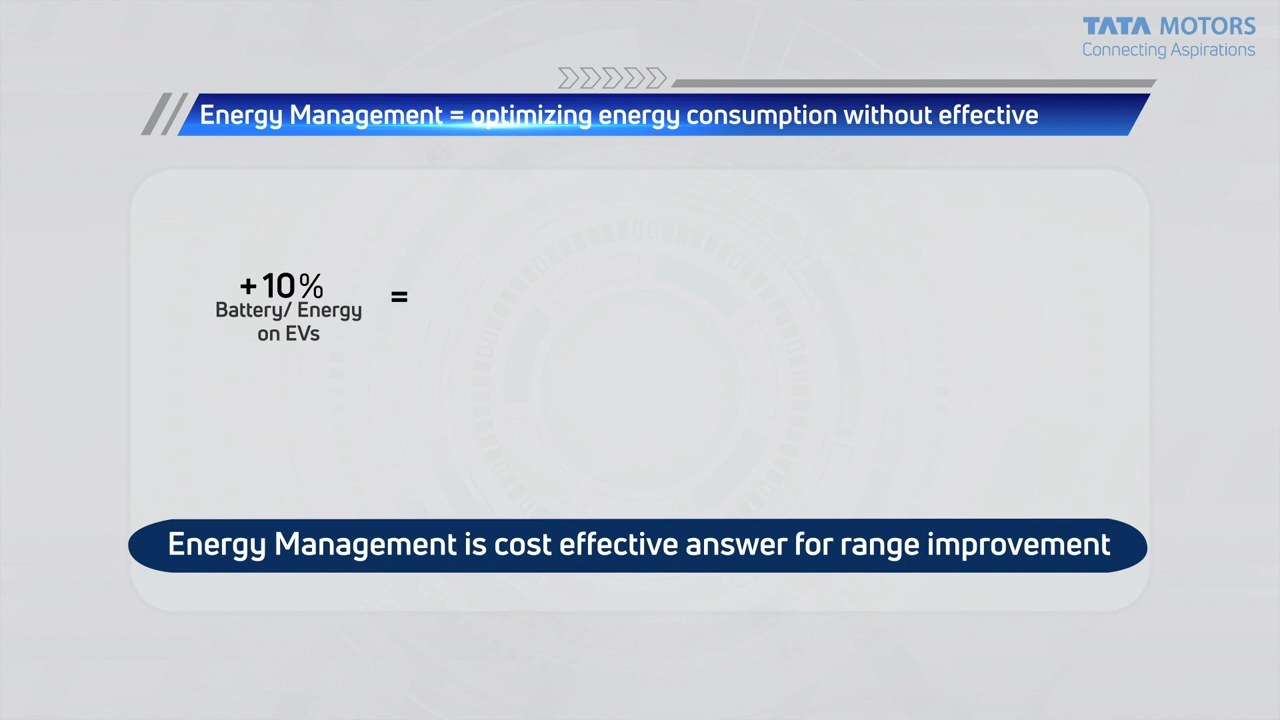 TATA MOTORS
Connecting Aspirations
Energy Management = optimizing energy consumption without effective
+10%
=
Battery/ Energy
on EVs
Energy Management is cost effective answer for range improvement